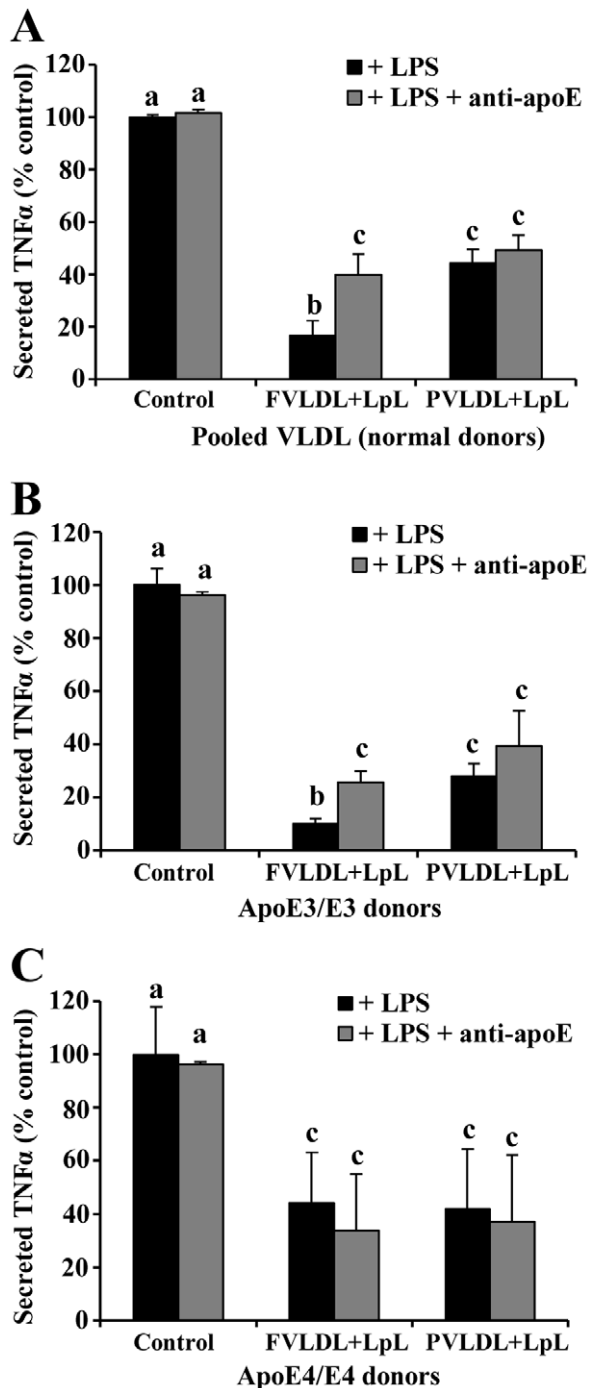 A
Secreted TNFα (% control)
120
100
80
60
40
20
0
+ LPS
+ LPS + anti-apoE
a a
b c
c c
Control FVLDL+LpL PVLDL+LpL
Pooled VLDL (normal donors)
B
Secreted TNFα (% control)
120
100
80
60
40
20
0
+ LPS
+ LPS + anti-apoE
a a
b c
c c
Control FVLDL+LpL PVLDL+LpL
ApoE3/E3 donors
C
Secreted TNFα (% control)
120
100
80
60
40
20
0
+ LPS
+ LPS + anti-apoE
a a
c c
c c
Control FVLDL+LpL PVLDL+LpL
ApoE4/E4 donors